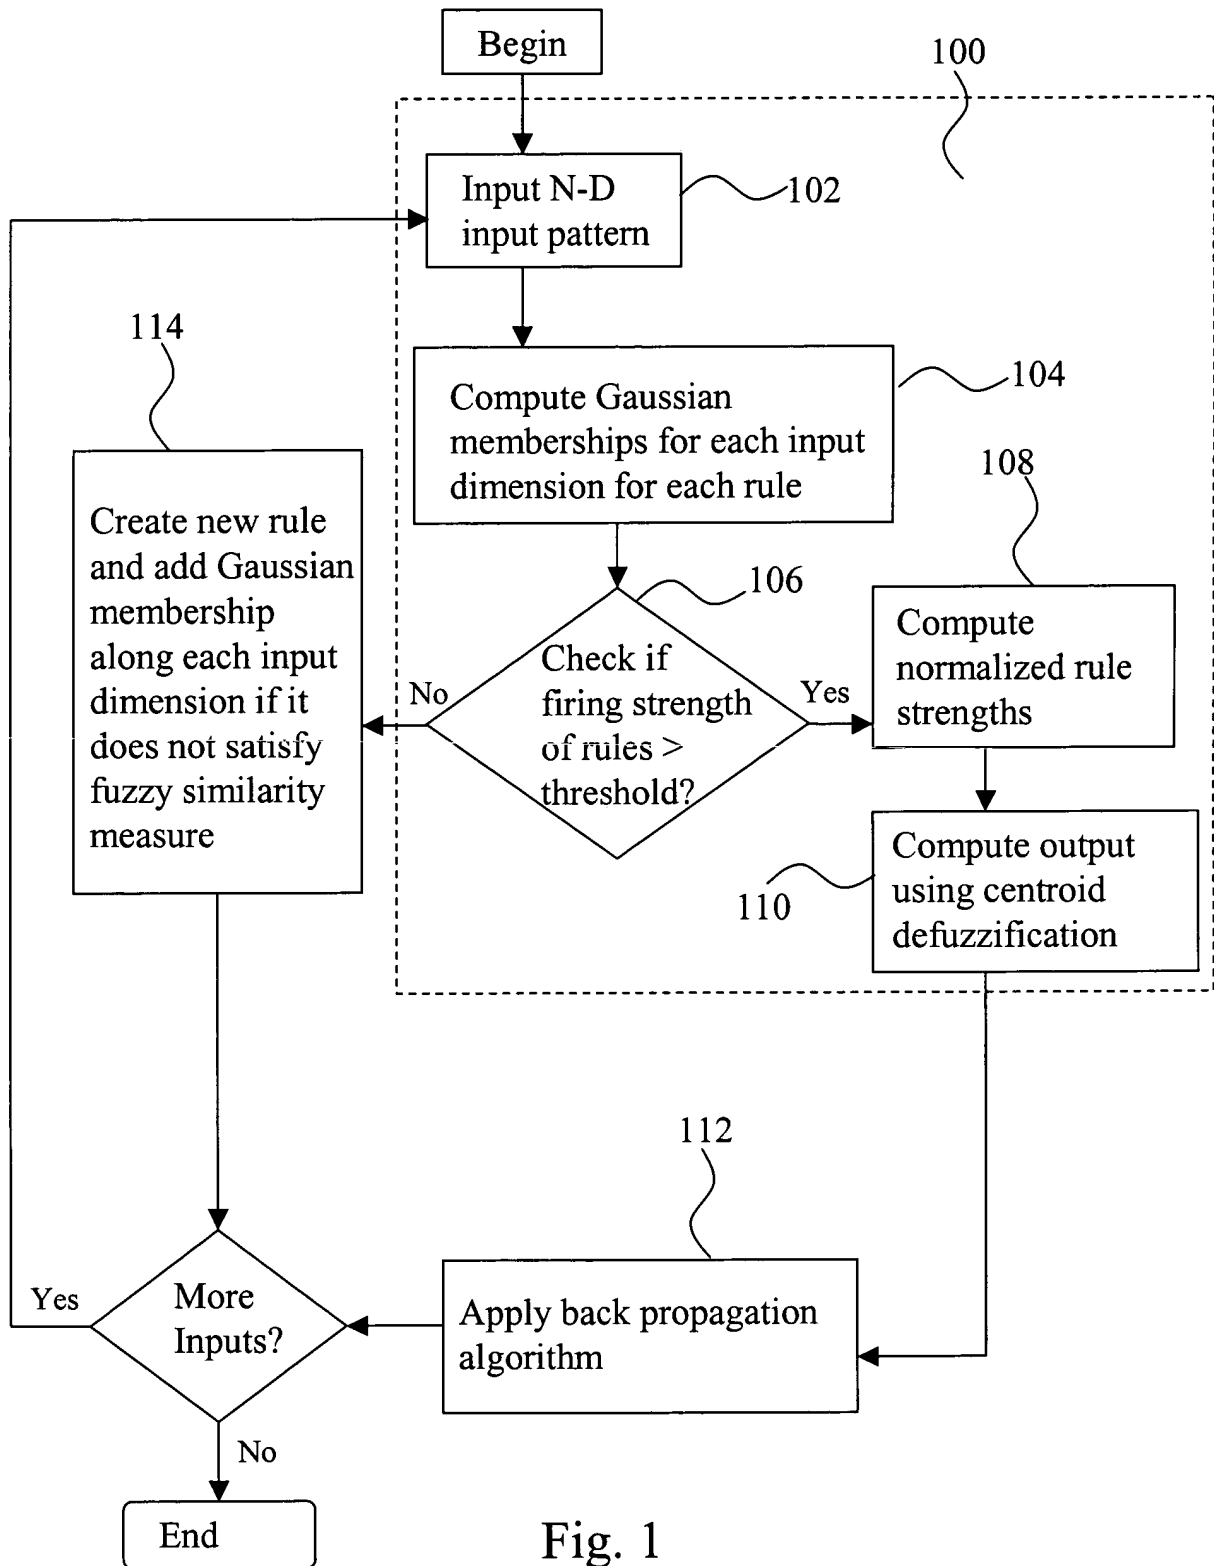 Begin
100
Input N-D
input pattern
102
114
Compute Gaussian
memberships for each input
dimension for each rule
104
108
Create new rule
and add Gaussian
membership
along each input
dimension if it
does not satisfy
fuzzy similarity
measure
106
Check if
firing strength
of rules >
threshold?
No
Yes
Compute
normalized rule
strengths
Compute output
using centroid
defuzzification
110
112
Yes
More
Inputs?
Apply back propagation
algorithm
No
End
Fig. 1